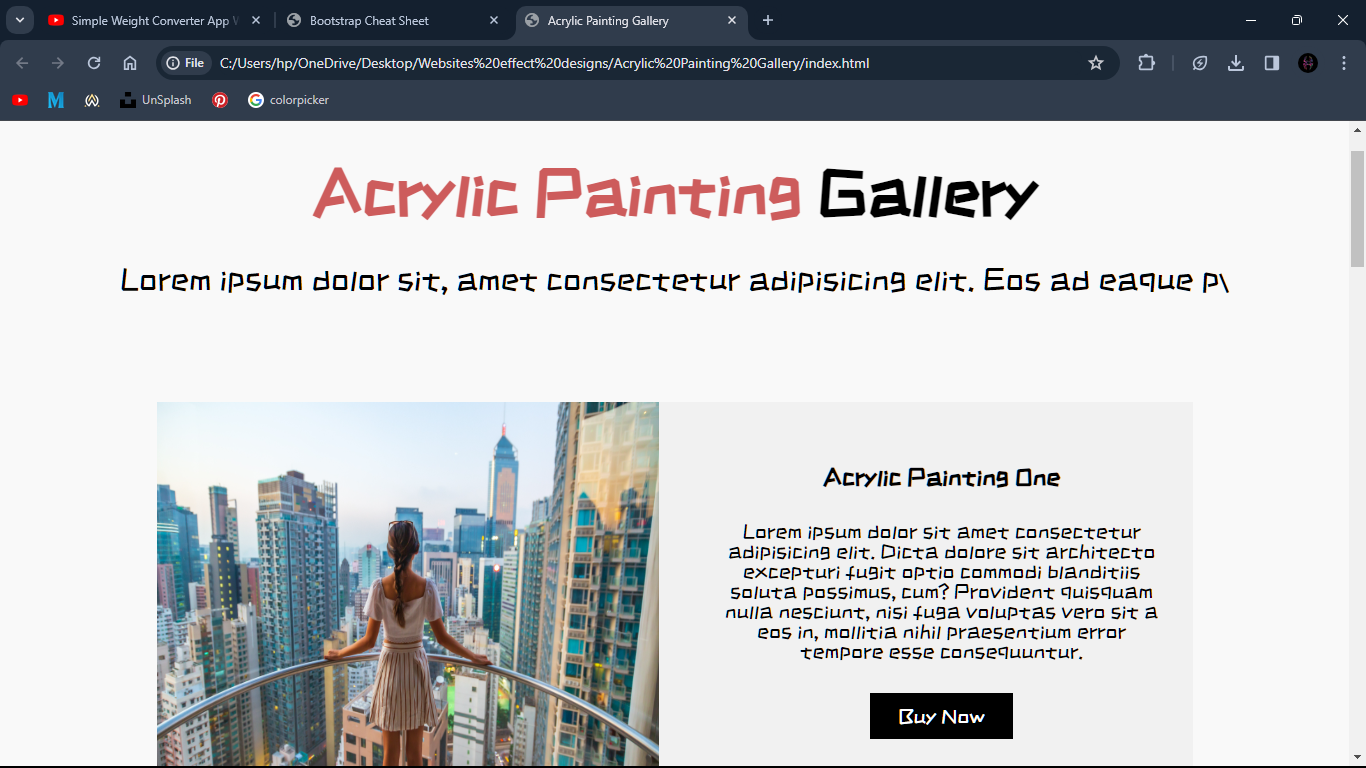 Simple Weight Converter App
Bootstrap Cheat Sheet
Acrylic Painting Gallery
File
C:/Users/hp/OneDrive/Desktop/Websites%20effect%20designs/Acrylic%20Painting%20Gallery/index.html
UnSplash
colorpicker
Acrylic Painting Gallery
Lorem ipsum dolor sit, amet consectetur adipisicing elit. Eos ad eaque p\
Acrylic Painting One
Lorem ipsum dolor sit amet consectetur
adipisicing elit. Dicta dolore sit architecto
excepturi fugit optio commodi blanditiis
soluta possimus, cum? Provident quisquam
nulla nesciunt, nisi fuga voluptas vero sit a
eos in, mollitia nihil praesentium error
tempore esse consequuntur.
Buy Now